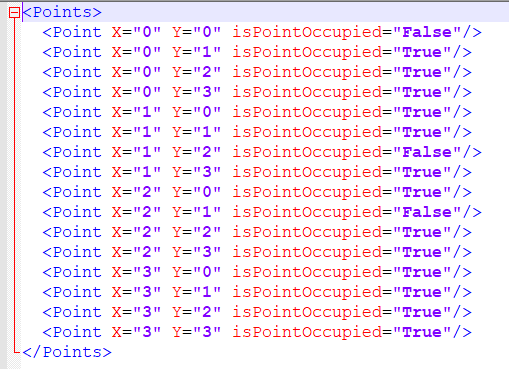 <Points>
<Point X="0" Y="0" isPointOccupied="False"/>
<Point X="0" Y="1" isPointOccupied="True"/>
<Point X="0" Y="2" isPointOccupied="True"/>
<Point X="0" Y="3" isPointOccupied="True"/>
<Point X="1" Y="0" isPointOccupied="True"/>
<Point X="1" Y="1" isPointOccupied="True"/>
<Point X="1" Y="2" isPointOccupied="False"/>
<Point X="1" Y="3" isPointOccupied="True"/>
<Point X="2" Y="0" isPointOccupied="True"/>
<Point X="2" Y="1" isPointOccupied="False"/>
<Point X="2" Y="2" isPointOccupied="True"/>
<Point X="2" Y="3" isPointOccupied="True"/>
<Point X="3" Y="0" isPointOccupied="True"/>
<Point X="3" Y="1" isPointOccupied="True"/>
<Point X="3" Y="2" isPointOccupied="True"/>
<Point X="3" Y="3" isPointOccupied="True"/>
</Points>